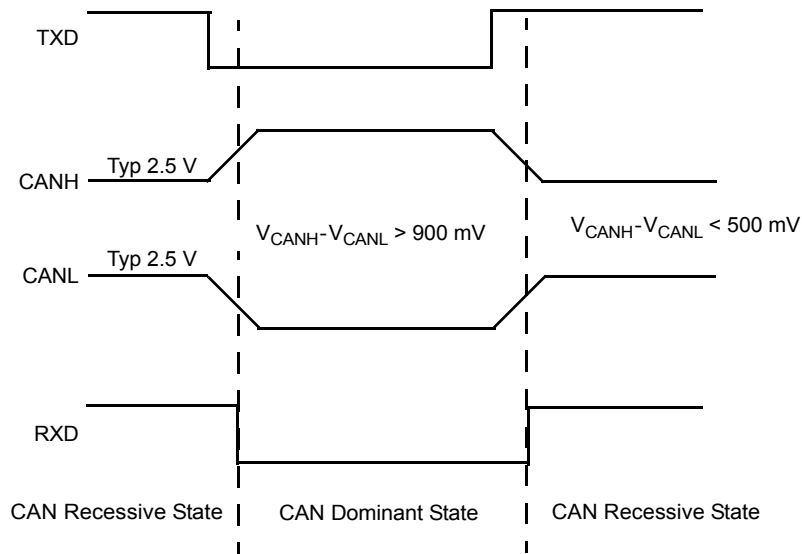 TXD
Typ 2.5 V
CANH
V_CANH-V_CANL > 900 mV
V_CANH-V_CANL < 500 mV
Typ 2.5 V
CANL
RXD
CAN Recessive State
CAN Dominant State
CAN Recessive State